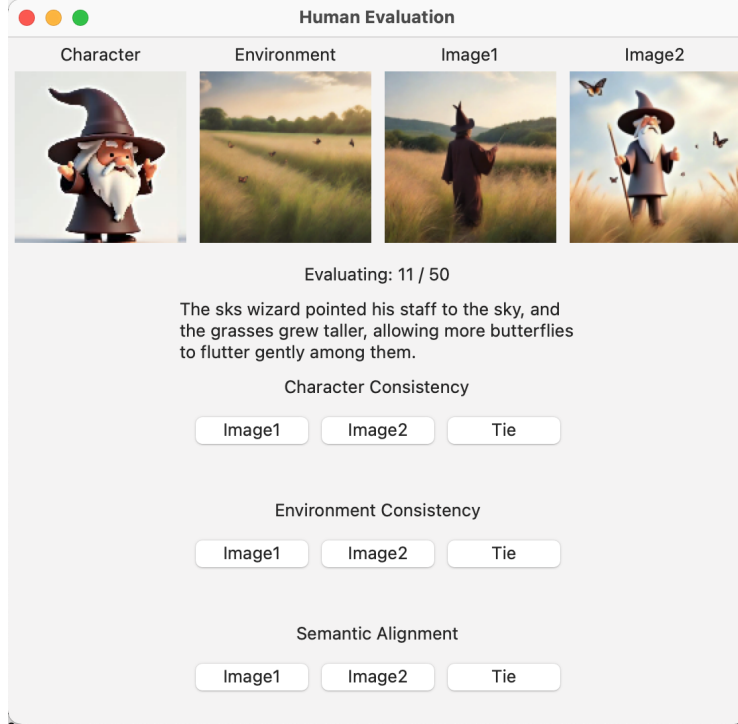 Human Evaluation
Character Environment Image1 Image2
Evaluating: 11 / 50
The sks wizard pointed his staff to the sky, and
the grasses grew taller, allowing more butterflies
to flutter gently among them.
Character Consistency
Image1 Image2 Tie
Environment Consistency
Image1 Image2 Tie
Semantic Alignment
Image1 Image2 Tie